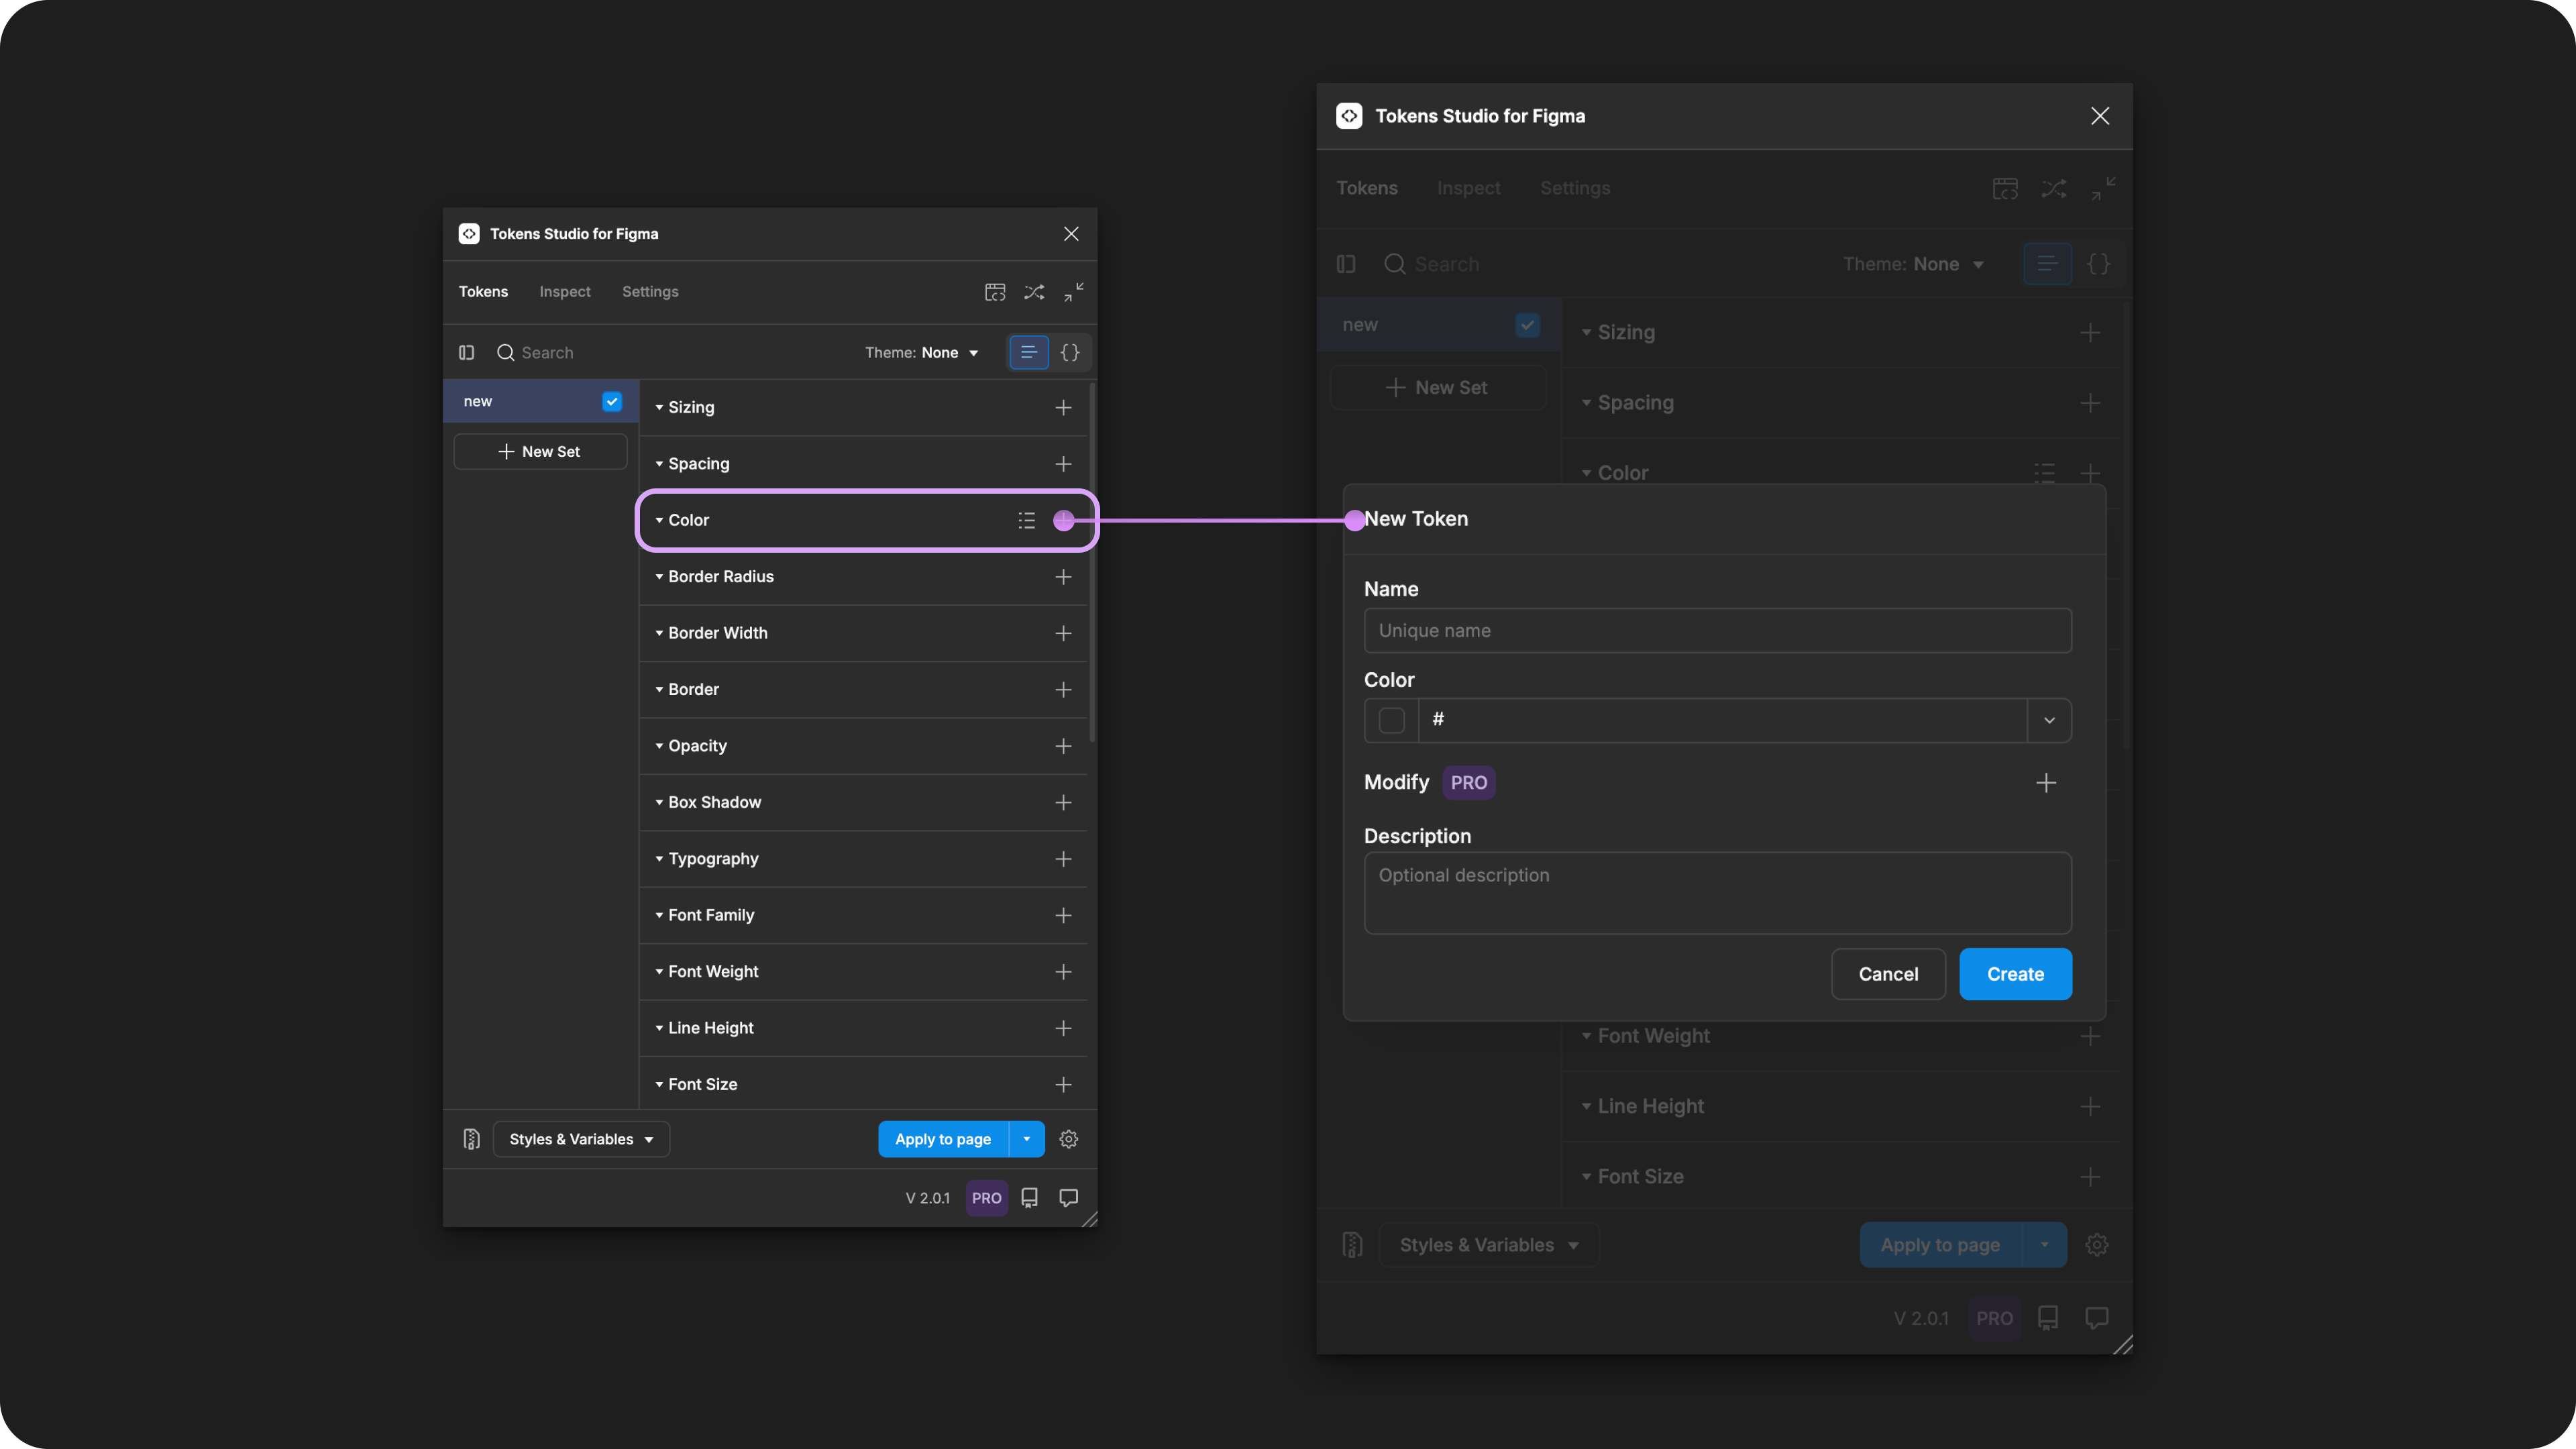 Tokens Studio for Figma
Tokens Inspect Settings
Search Theme: None {}
new
+ New Set
Sizing
Spacing
Color
Border Radius
Border Width
Border
Opacity
Box Shadow
Typography
Font Family
Font Weight
Line Height
Font Size
Styles & Variables Apply to page
V 2.0.1 PRO
Tokens Studio for Figma
Tokens Inspect Settings
Search Theme: None {}
new
+ New Set
Sizing
Spacing
Color
New Token
Name
Unique name
Color
#
Modify PRO
Description
Optional description
Cancel Create
Font Weight
Line Height
Font Size
Styles & Variables Apply to page
V 2.0.1 PRO